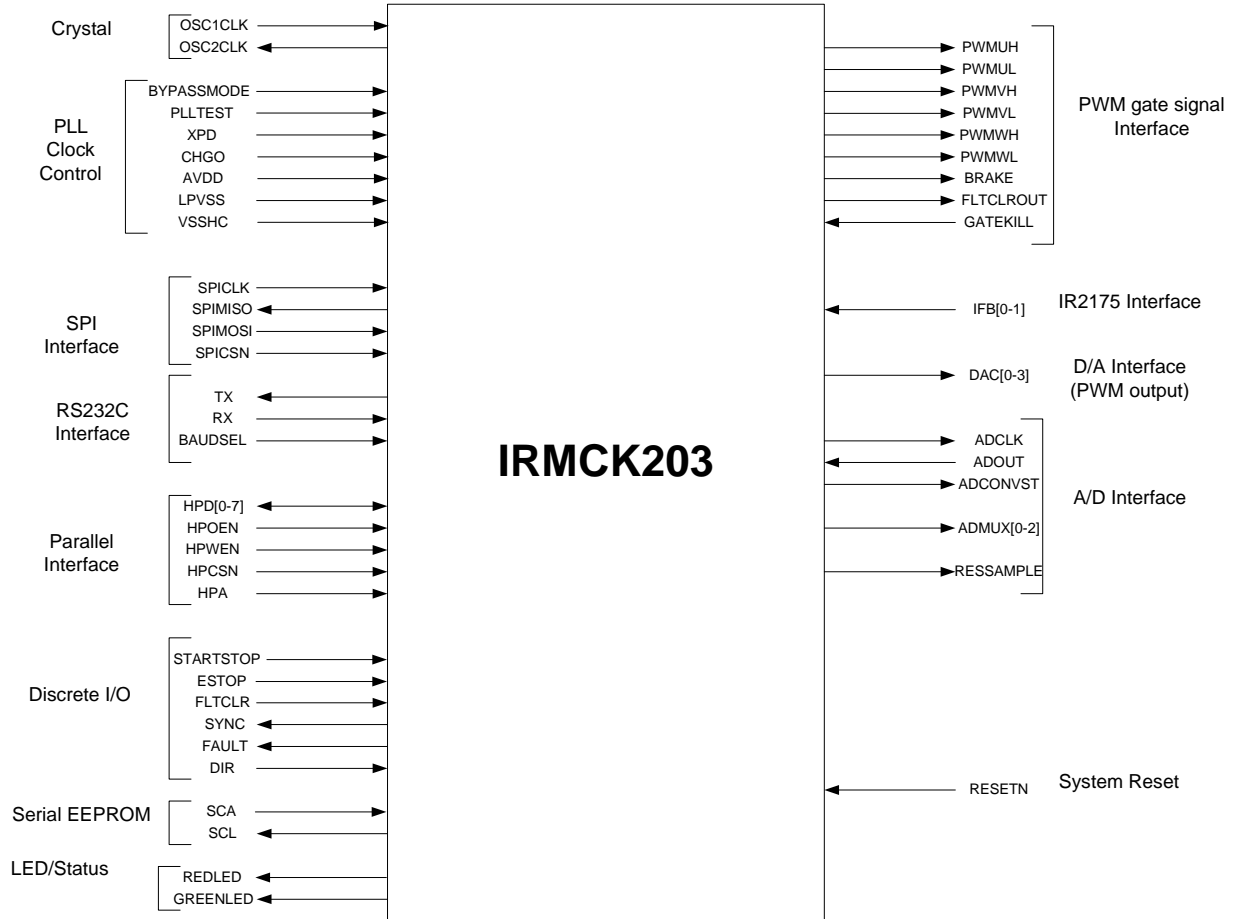 Crystal
OSC1CLK
OSC2CLK
PLL
Clock
Control
BYPASSMODE
PLLTEST
XPD
CHGO
AVDD
LPVSS
VSSHC
SPI
Interface
SPICLK
SPIMISO
SPIMOSI
SPICSN
RS232C
Interface
TX
RX
BAUDSEL
Parallel
Interface
HPD[0-7]
HPOEN
HPWEN
HPCSN
HPA
Discrete I/O
STARTSTOP
ESTOP
FLTCLR
SYNC
FAULT
DIR
Serial EEPROM
SCA
SCL
LED/Status
REDLED
GREENLED
IRMCK203
PWMUH
PWMUL
PWMVH
PWMVL
PWMWH
PWMWL
BRAKE
FLTCLROUT
GATEKILL
PWM gate signal
Interface
IFB[0-1]
IR2175 Interface
DAC[0-3]
D/A Interface
(PWM output)
ADCLK
ADOUT
ADCONVST
ADMUX[0-2]
RESSAMPLE
A/D Interface
RESETN
System Reset